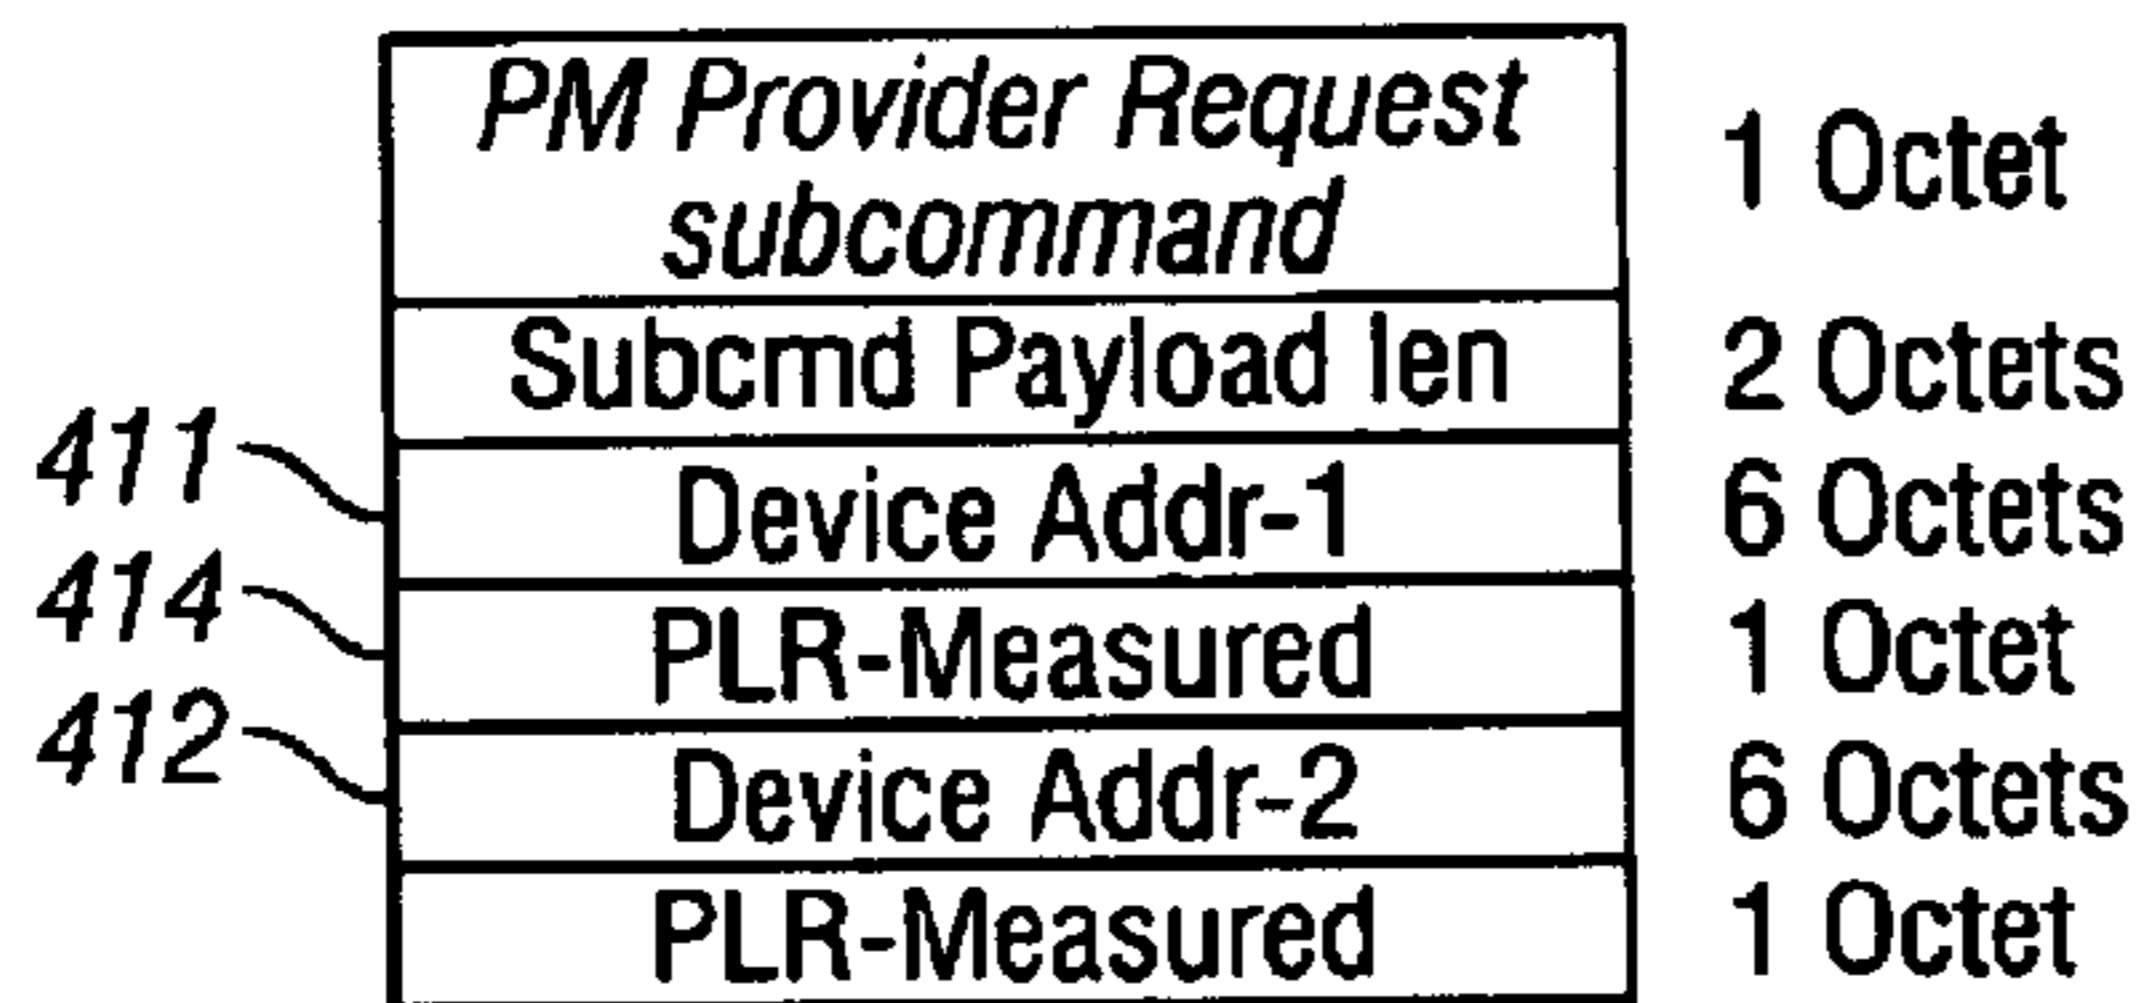 PM Provider Request
subcommand
1 Octet
Subcmd Payload len
2 Octets
411
Device Addr-1
6 Octets
414
PLR-Measured
1 Octet
412
Device Addr-2
6 Octets
PLR-Measured
1 Octet